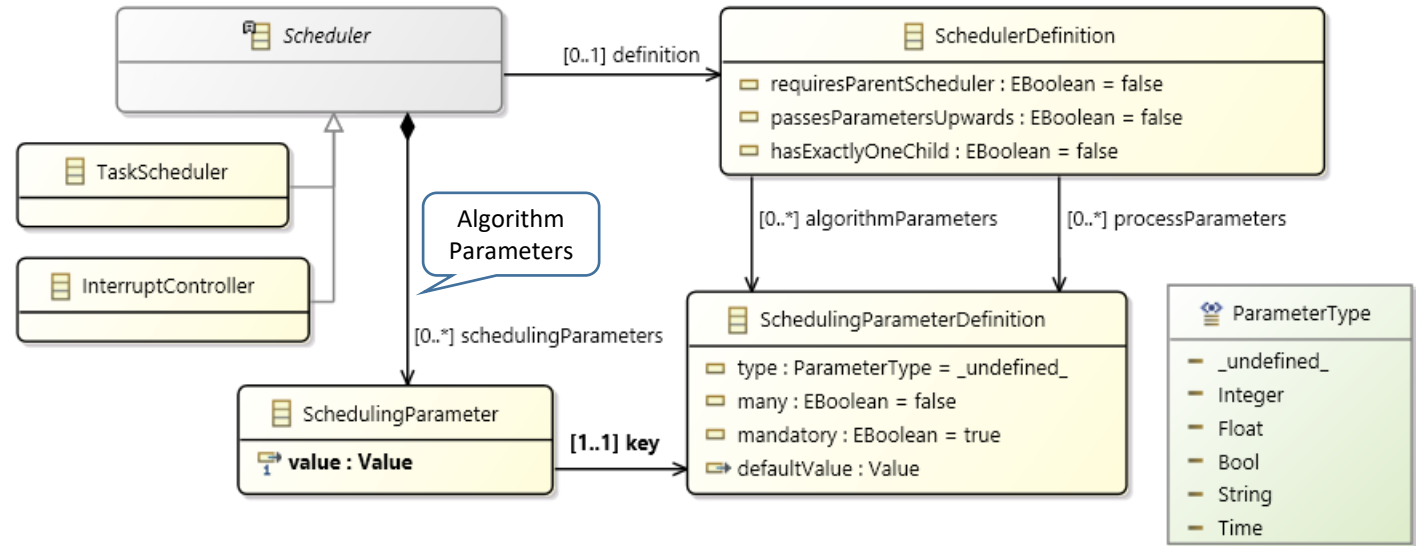 Scheduler
SchedulerDefinition
[0..1] definition
requiresParentScheduler : EBoolean = false
passesParametersUpwards : EBoolean = false
hasExactlyOneChild : EBoolean = false
TaskScheduler
InterruptController
Algorithm
Parameters
[0..*] algorithmParameters
[0..*] processParameters
[0..*] schedulingParameters
SchedulingParameterDefinition
type : ParameterType = _undefined_
many : EBoolean = false
mandatory : EBoolean = true
defaultValue : Value
SchedulingParameter
1 value : Value
[1..1] key
ParameterType
_undefined_
Integer
Float
Bool
String
Time